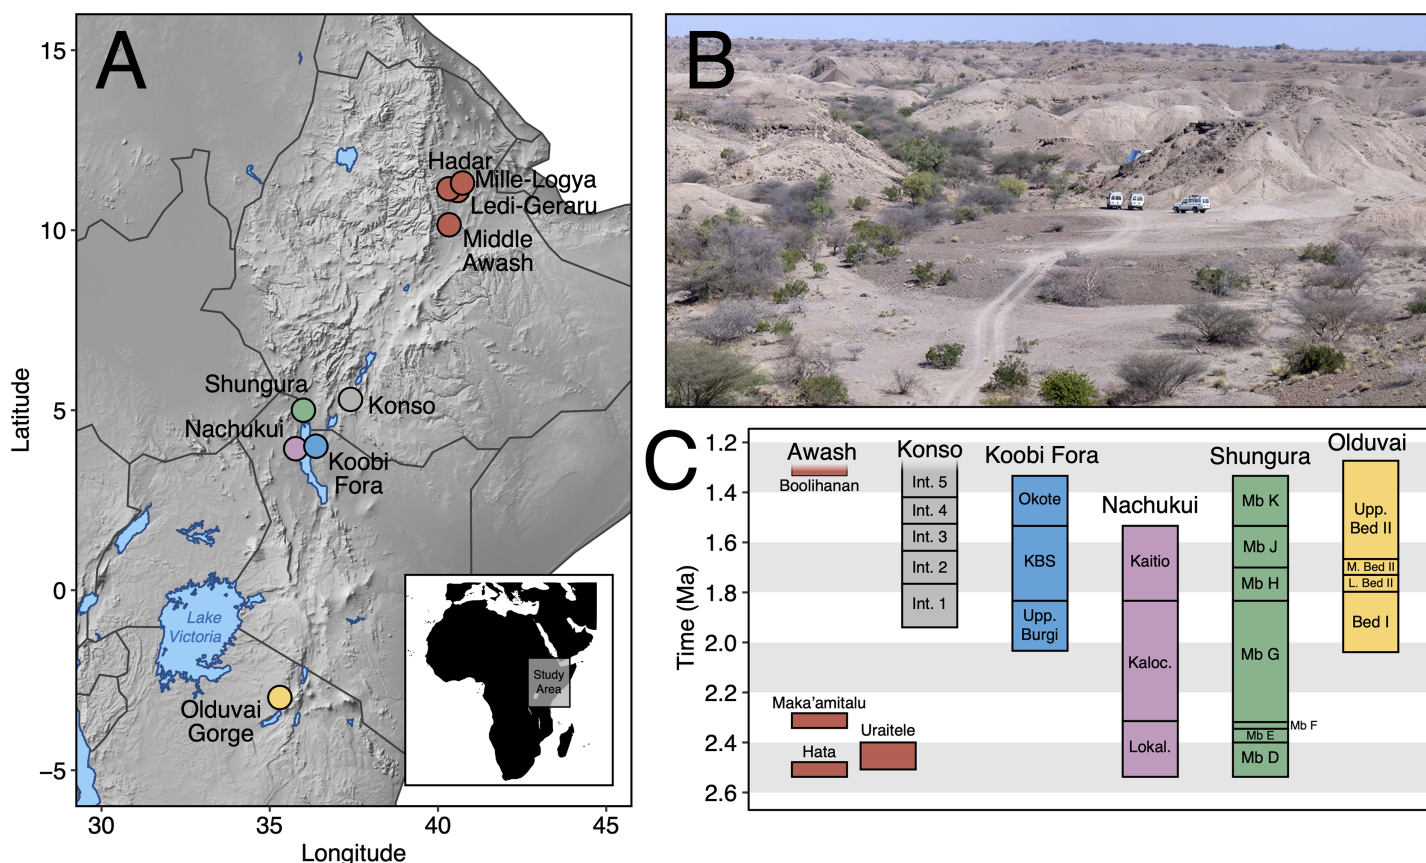 A
15
10
5
0
−5
Latitude
30
35
40
45
Longitude
Hadar
Mille-Logya
Ledi-Geraru
Middle
Awash
Shungura
Konso
Nachukui
Koobi
Fora
Lake
Victoria
Olduvai
Gorge
Study
Area
B
C
Time (Ma)
1.2
1.4
1.6
1.8
2.0
2.2
2.4
2.6
Awash
Boolihanan
Maka'amitalu
Uraitele
Hata
Konso
Int. 5
Int. 4
Int. 3
Int. 2
Int. 1
Koobi Fora
Okote
KBS
Upp.
Burgi
Nachukui
Kaitio
Kaloc.
Lokal.
Shungura
Mb K
Mb J
Mb H
Mb G
Mb F
Mb E
Mb D
Olduvai
Upp.
Bed II
M. Bed II
L. Bed II
Bed I